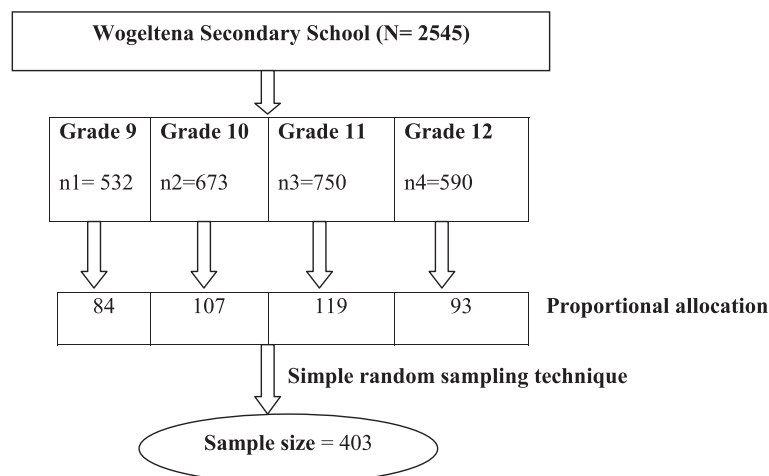 Wogeltena Secondary School (N= 2545)
Grade 9 Grade 10 Grade 11 Grade 12
n1= 532 n2=673 n3=750 n4=590
84 107 119 93 Proportional allocation
Simple random sampling technique
Sample size = 403